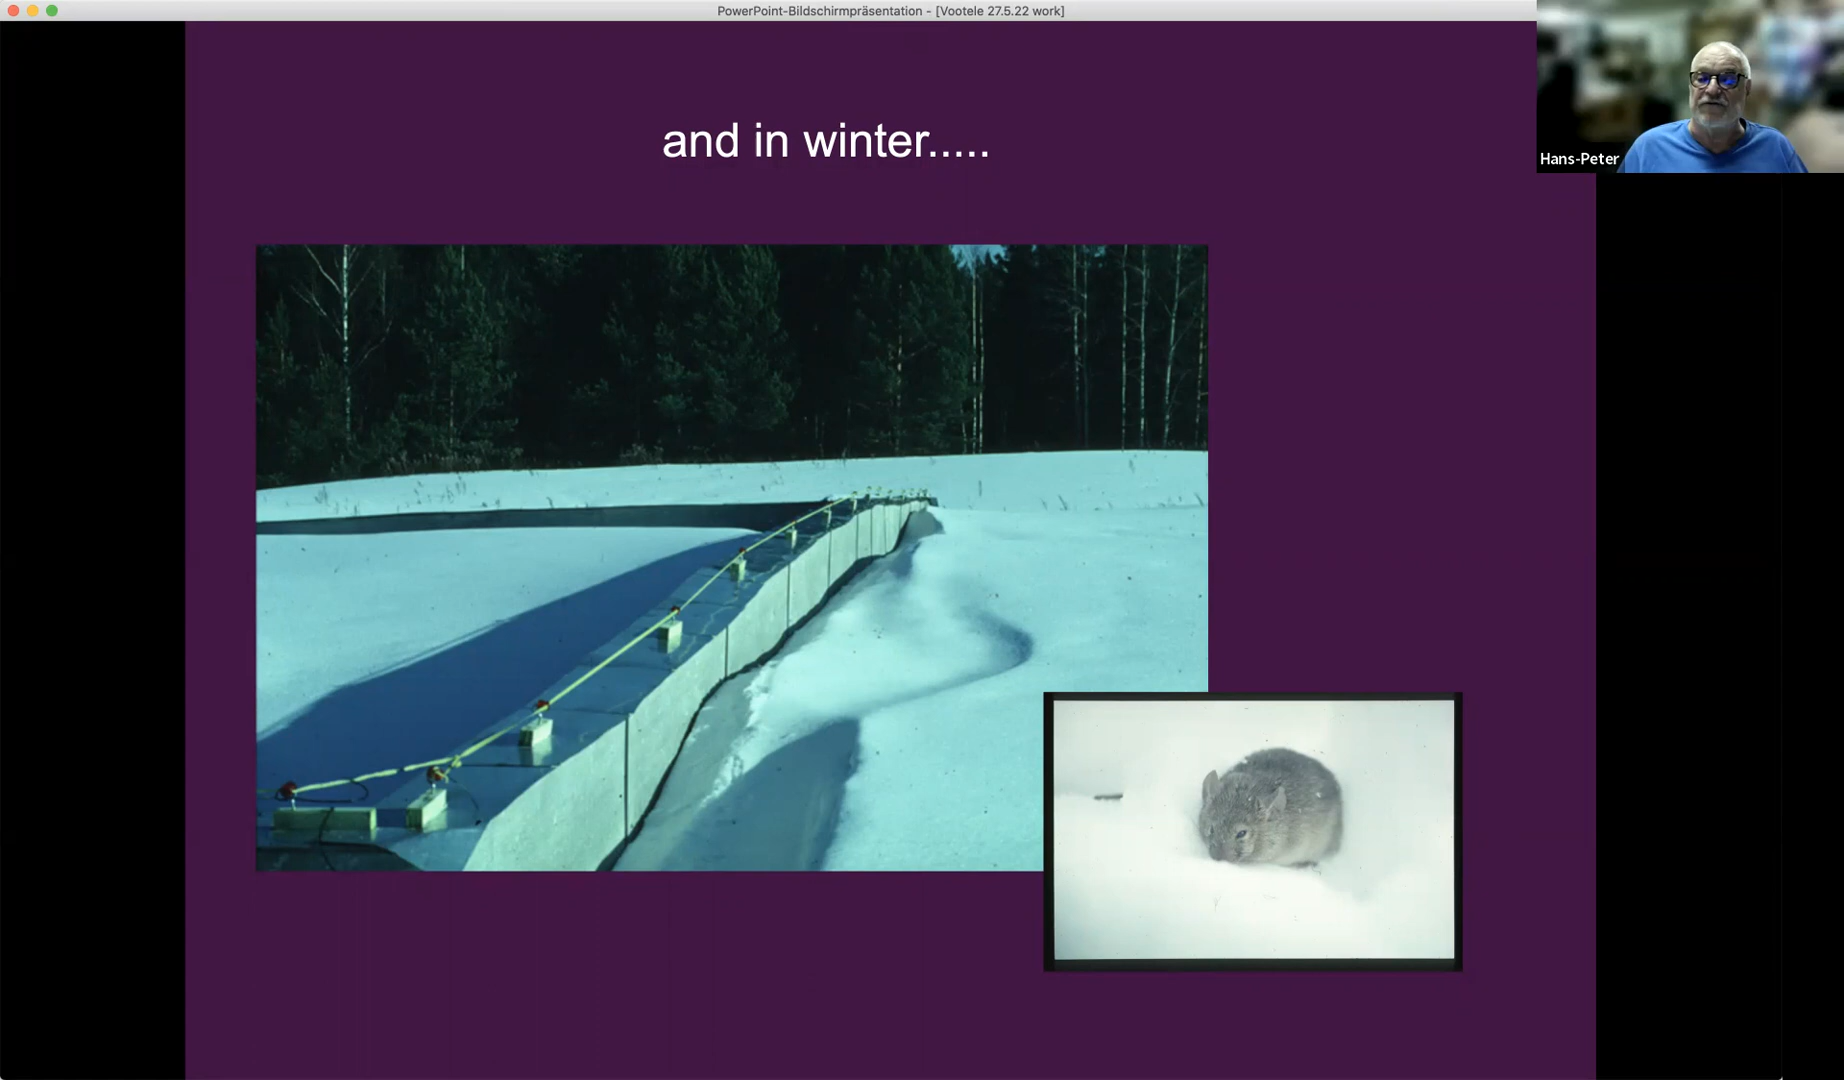 PowerPoint-Bildschirmpräsentation - [Vootele 27.5.22 work]
and in winter.....
Hans-Peter